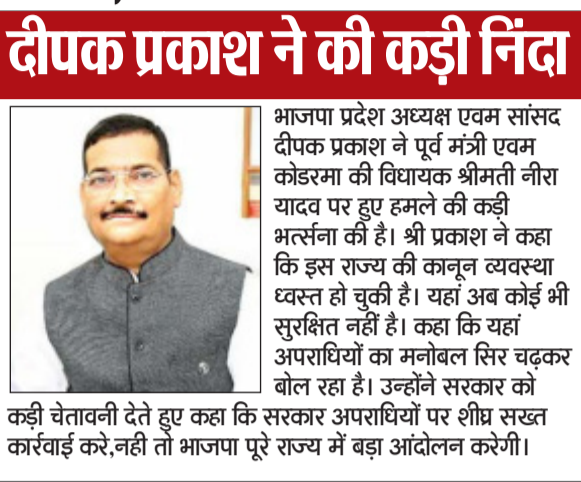 दीपक प्रकाश ने की कड़ी निंदा
भाजपा प्रदेश अध्यक्ष एवम सांसद
दीपक प्रकाश ने पूर्व मंत्री एवम
कोडरमा की विधायक श्रीमती नीरा
यादव पर हुए हमले की कड़ी
भर्त्सना की है। श्री प्रकाश ने कहा
कि इस राज्य की कानून व्यवस्था
ध्वस्त हो चुकी है। यहां अब कोई भी
सुरक्षित नहीं है। कहा कि यहां
अपराधियों का मनोबल सिर चढ़कर
बोल रहा है। उन्होंने सरकार को
कड़ी चेतावनी देते हुए कहा कि सरकार अपराधियों पर शीघ्र सख्त
कार्रवाई करे,नही तो भाजपा पूरे राज्य में बड़ा आंदोलन करेगी।